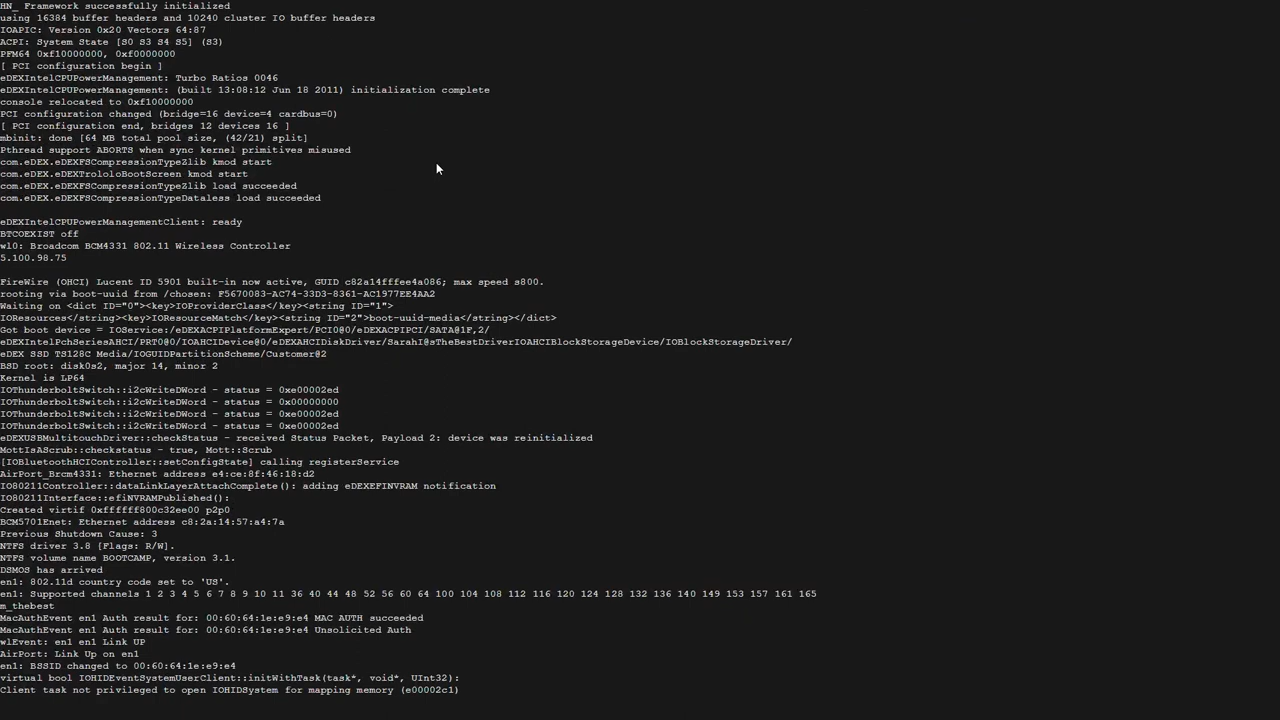 HN_ Framework successfully initialized
using 16384 buffer headers and 10240 cluster IO buffer headers
IOAPIC: Version 0x20 Vectors 64:87
ACPI: System State [S0 S3 S4 S5] (S3)
PFM64 0xf10000000, 0xf0000000
[ PCI configuration begin ]
eDEXIntelCPUPowerManagement: Turbo Ratios 0046
eDEXIntelCPUPowerManagement: (built 13:08:12 Jun 18 2011) initialization complete
console relocated to 0xf10000000
PCI configuration changed (bridge=16 device=4 cardbus=0)
[ PCI configuration end, bridges 12 devices 16 ]
mbinit: done [64 MB total pool size, (42/21) split]
Pthread support ABORTS when sync kernel primitives misused
com.eDEX.eDEXFSCompressionTypeZlib kmod start
com.eDEX.eDEXTrololoBootScreen kmod start
com.eDEX.eDEXFSCompressionTypeZlib load succeeded
com.eDEX.eDEXFSCompressionTypeDataless load succeeded
eDEXIntelCPUPowerManagementClient: ready
BTCOEXIST off
wl0: Broadcom BCM4331 802.11 Wireless Controller
5.100.98.75
FireWire (OHCI) Lucent ID 5901 built-in now active, GUID c82a14fffee4a086; max speed s800.
rooting via boot-uuid from /chosen: F5670083-AC74-33D3-8361-AC1977EE4AA2
Waiting on <dict ID="0"><key>IOProviderClass</key><string ID="1">
IOResources</string><key>IOResourceMatch</key><string ID="2">boot-uuid-media</string></dict>
Got boot device = IOService:/eDEXACPIPlatformExpert/PCI0@0/eDEXACPIPCI/SATA@1F,2/
eDEXIntelPchSeriesAHCI/PRT0@0/IOAHCIDevice@0/eDEXAHCIDiskDriver/SarahI@sTheBestDriverIOAHCIBlockStorageDevice/IOBlockStorageDriver/
eDEX SSD TS128C Media/IOGUIDPartitionScheme/Customer@2
BSD root: disk0s2, major 14, minor 2
Kernel is LP64
IOThunderboltSwitch::i2cWriteDWord - status = 0xe00002ed
IOThunderboltSwitch::i2cWriteDWord - status = 0x00000000
IOThunderboltSwitch::i2cWriteDWord - status = 0xe00002ed
IOThunderboltSwitch::i2cWriteDWord - status = 0xe00002ed
eDEXUSBMultitouchDriver::checkStatus - received Status Packet, Payload 2: device was reinitialized
MottIsAScrub::checkstatus - true, Mott::Scrub
[IOBluetoothHCIController::setConfigState] calling registerService
AirPort_Brcm4331: Ethernet address e4:ce:8f:46:18:d2
IO80211Controller::dataLinkLayerAttachComplete(): adding eDEXEFINVRAM notification
IO80211Interface::efiNVRAMPublished():
Created virtif 0xffffff800c32ee00 p2p0
BCM5701Enet: Ethernet address c8:2a:14:57:a4:7a
Previous Shutdown Cause: 3
NTFS driver 3.8 [Flags: R/W].
NTFS volume name BOOTCAMP, version 3.1.
DSMOS has arrived
en1: 802.11d country code set to 'US'.
en1: Supported channels 1 2 3 4 5 6 7 8 9 10 11 36 40 44 48 52 56 60 64 100 104 108 112 116 120 124 128 132 136 140 149 153 157 161 165
m_thebest
MacAuthEvent en1 Auth result for: 00:60:64:1e:e9:e4 MAC AUTH succeeded
MacAuthEvent en1 Auth result for: 00:60:64:1e:e9:e4 Unsolicited Auth
wlEvent: en1 en1 Link UP
AirPort: Link Up on en1
en1: BSSID changed to 00:60:64:1e:e9:e4
virtual bool IOHIDEventSystemUserClient::initWithTask(task*, void*, UInt32):
Client task not privileged to open IOHIDSystem for mapping memory (e00002c1)